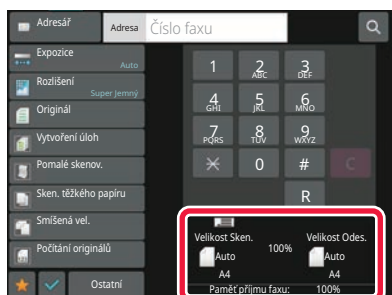 Adresář
Adresa
Číslo faxu
Expozice
Auto
Rozlišení
Super Jemný
Originál
Vytvoření úloh
Pomalé skenov.
Sken. těžkého papíru
Smíšená vel.
Počítání originálů
Ostatní
1
2
ABC
3
DEF
4
GHI
5
JKL
6
MNO
7
PQRS
8
TUV
9
WXYZ
0
#
C
R
Velikost Sken.
Velikost Odes.
100%
Auto
Auto
A4
A4
Paměť příjmu faxu: 100%